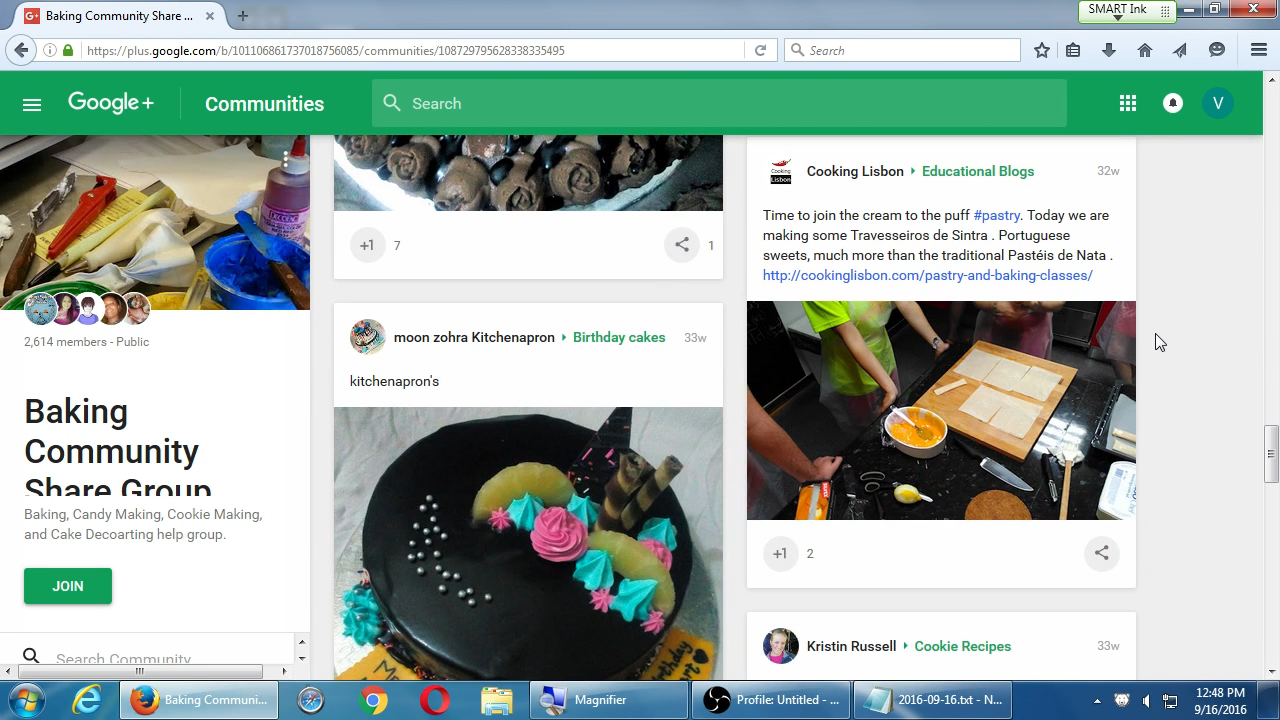 Baking Community Share ...
SMART Ink
https://plus.google.com/b/101106861737018756085/communities/108729795628338335495
Search
Google+
Communities
Search
V
2,614 members - Public
Baking
Community
Share Group
Baking, Candy Making, Cookie Making,
and Cake Decoarting help group.
JOIN
Search Community
+1
7
1
moon zohra Kitchenapron
Birthday cakes
33w
kitchenapron's
Cooking Lisbon
Educational Blogs
32w
Time to join the cream to the puff #pastry. Today we are
making some Travesseiros de Sintra . Portuguese
sweets, much more than the traditional Pastéis de Nata .
http://cookinglisbon.com/pastry-and-baking-classes/
+1
2
Kristin Russell
Cookie Recipes
33w
Baking Communi...
Magnifier
Profile: Untitled - ...
2016-09-16.txt - N...
12:48 PM
9/16/2016